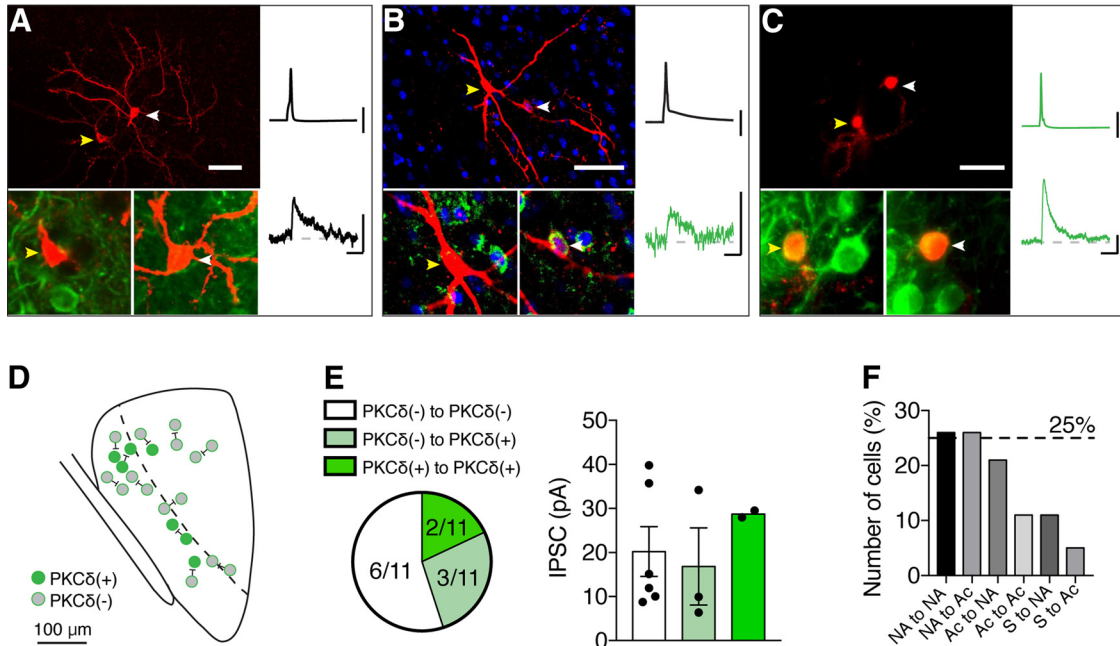 A
B
C
D
PKCδ(+)
PKCδ(-)
100 µm
E
PKCδ(-) to PKCδ(-)
PKCδ(-) to PKCδ(+)
PKCδ(+) to PKCδ(+)
2/11
6/11
3/11
IPSC (pA)
50
40
30
20
10
0
F
Number of cells (%)
30
20
10
0
25%
NA to NA
NA to Ac
Ac to NA
Ac to Ac
S to NA
S to Ac